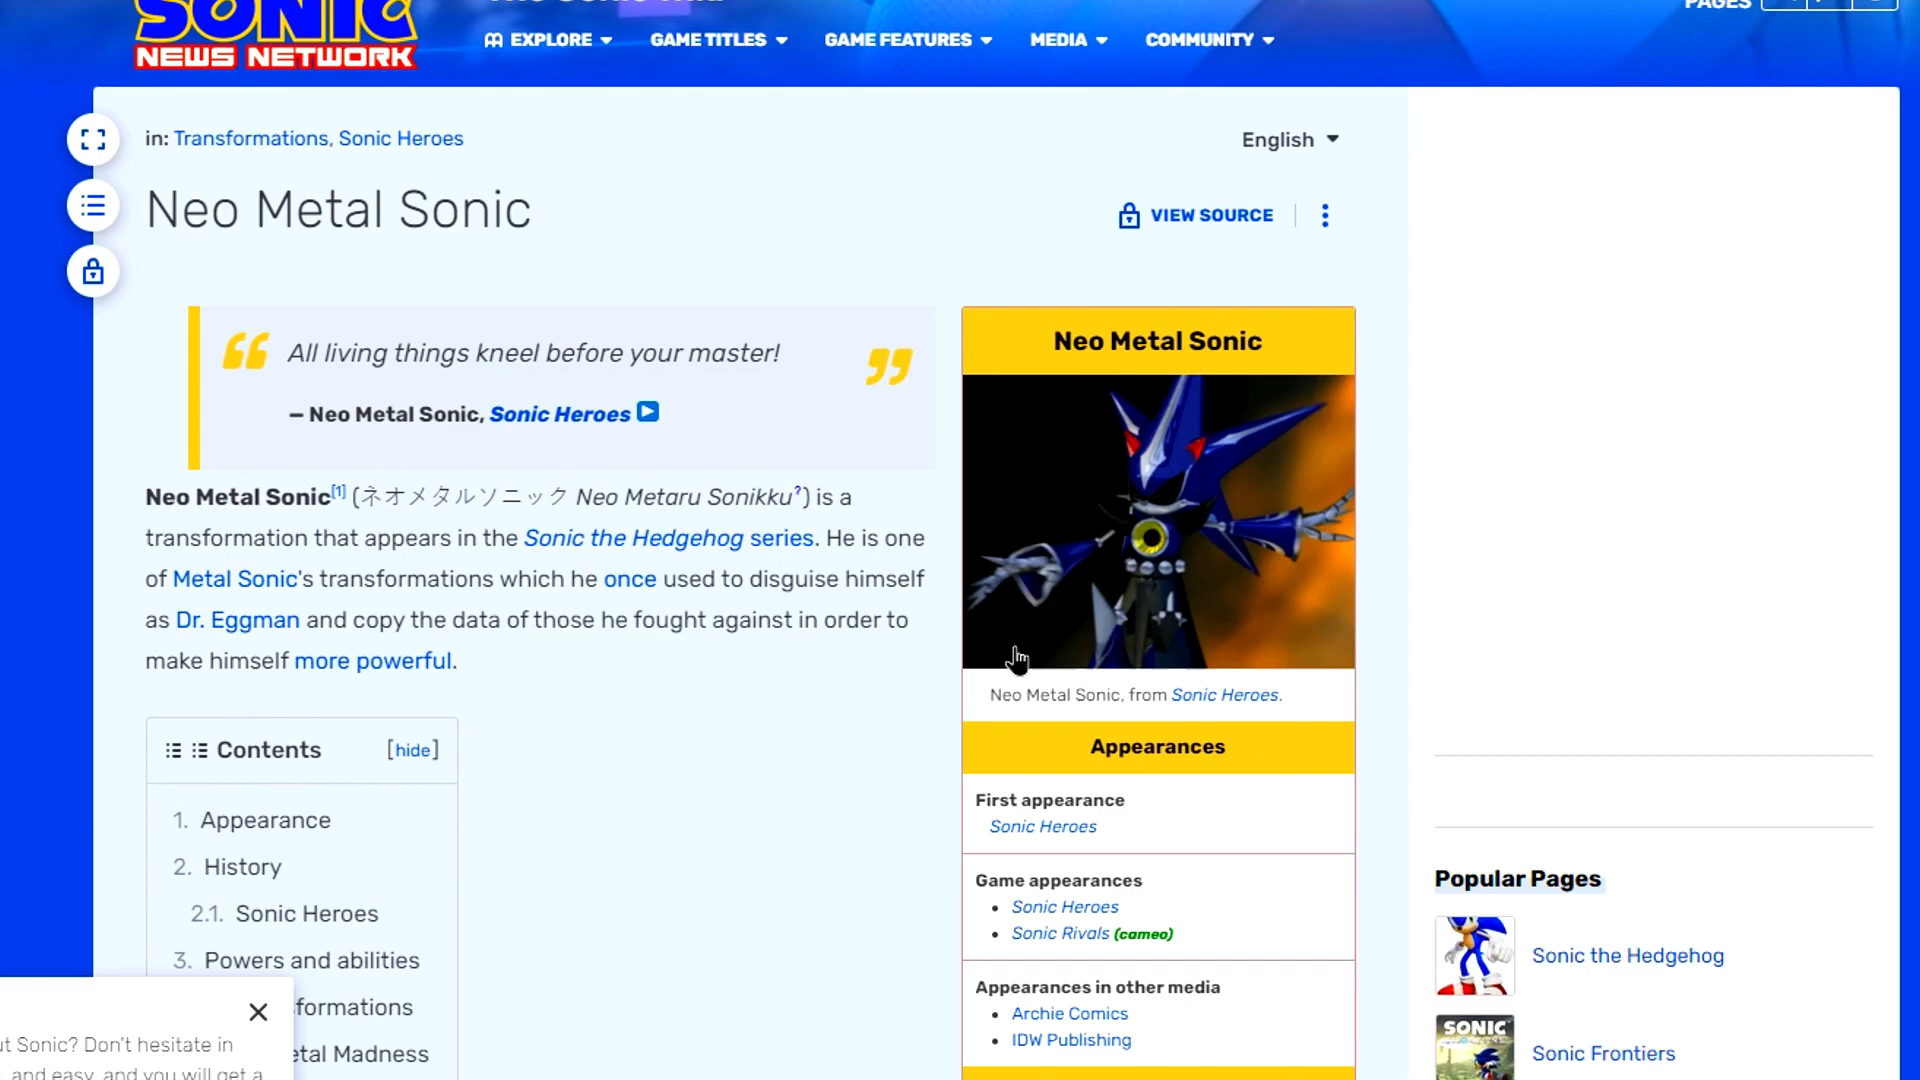 SONIC
NEWS NETWORK
PAGES
EXPLORE
GAME TITLES
GAME FEATURES
MEDIA
COMMUNITY
in: Transformations, Sonic Heroes
English
Neo Metal Sonic
VIEW SOURCE
All living things kneel before your master!
— Neo Metal Sonic, Sonic Heroes
Neo Metal Sonic[1] (ネオメタルソニック Neo Metaru Sonikku?) is a
transformation that appears in the Sonic the Hedgehog series. He is one
of Metal Sonic's transformations which he once used to disguise himself
as Dr. Eggman and copy the data of those he fought against in order to
make himself more powerful.
Contents [hide]
1. Appearance
2. History
2.1. Sonic Heroes
3. Powers and abilities
sformations
etal Madness
ut Sonic? Don't hesitate in
and easy, and you will get a
Neo Metal Sonic
Neo Metal Sonic, from Sonic Heroes.
Appearances
First appearance
Sonic Heroes
Game appearances
• Sonic Heroes
• Sonic Rivals (cameo)
Appearances in other media
• Archie Comics
• IDW Publishing
Popular Pages
Sonic the Hedgehog
SONIC
Sonic Frontiers